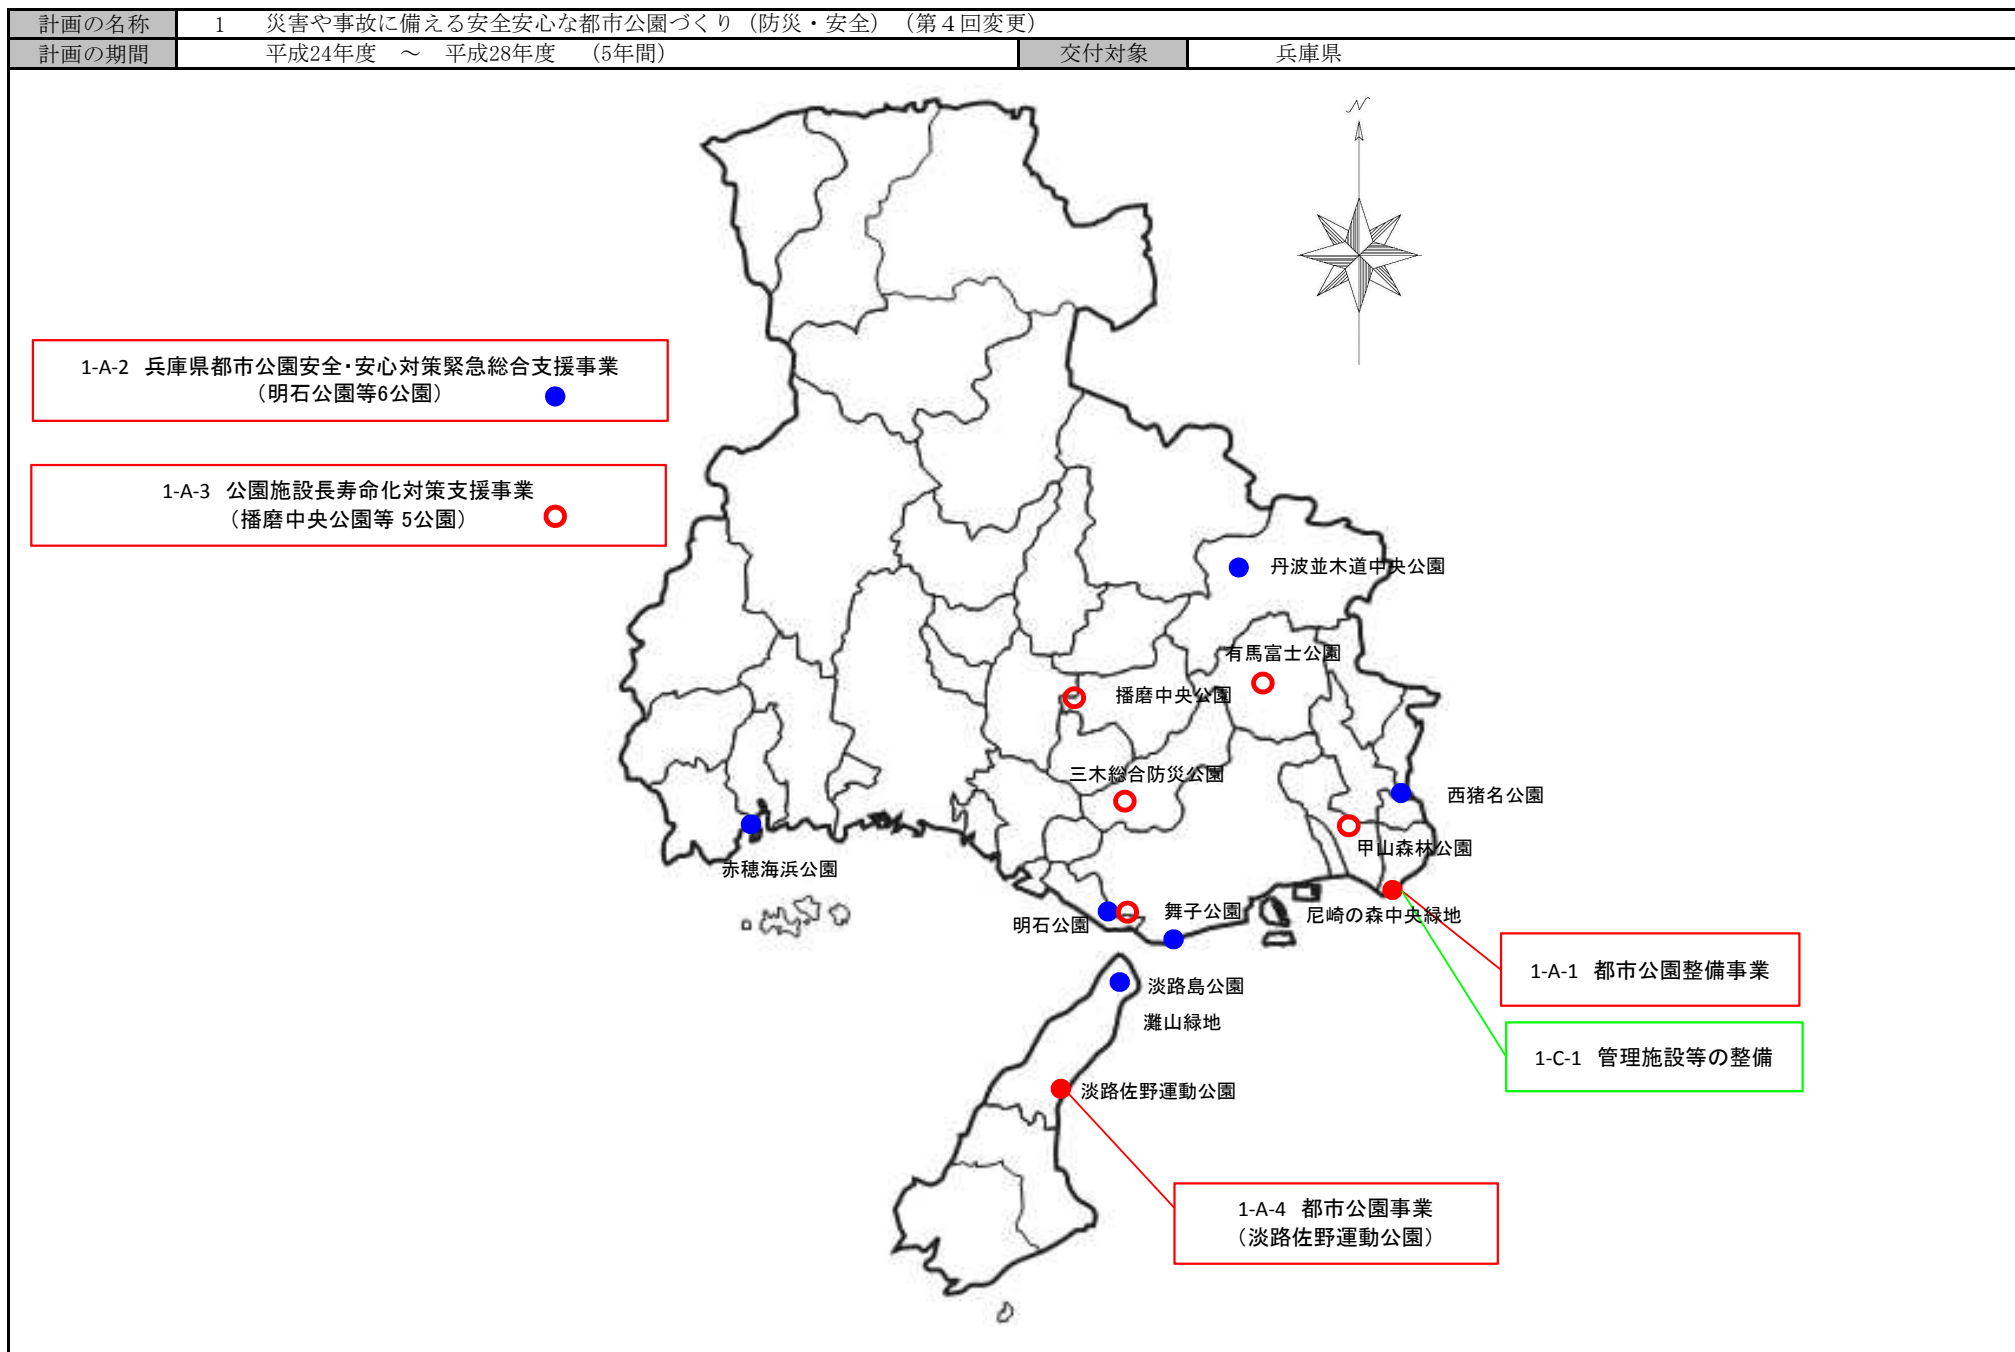 計画の名称 1 災害や事故に備える安全安心な都市公園づくり（防災・安全）（第４回変更）
計画の期間 平成24年度 ～ 平成28年度 （5年間） 交付対象 兵庫県
N
1-A-2 兵庫県都市公園安全・安心対策緊急総合支援事業
（明石公園等6公園）
1-A-3 公園施設長寿命化対策支援事業
（播磨中央公園等 5公園）
丹波並木道中央公園
有馬富士公園
播磨中央公園
三木総合防災公園
西猪名公園
甲山森林公園
赤穂海浜公園
舞子公園
尼崎の森中央緑地
明石公園
1-A-1 都市公園整備事業
淡路島公園
灘山緑地
1-C-1 管理施設等の整備
淡路佐野運動公園
1-A-4 都市公園事業
（淡路佐野運動公園）